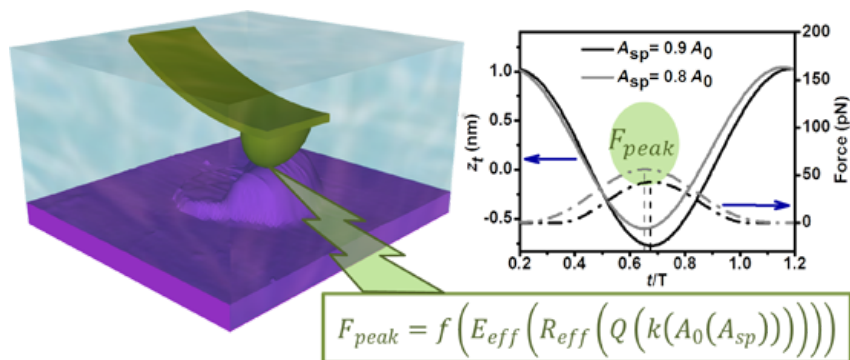 A_sp = 0.9 A_0
A_sp = 0.8 A_0
F_peak
z_t (nm)
1.0
0.5
0.0
-0.5
0.2 0.4 0.6 0.8 1.0 1.2
t/T
200
150
100
50
0
Force (pN)
F_peak = f(E_eff(R_eff(Q(k(A_0(A_sp))))))